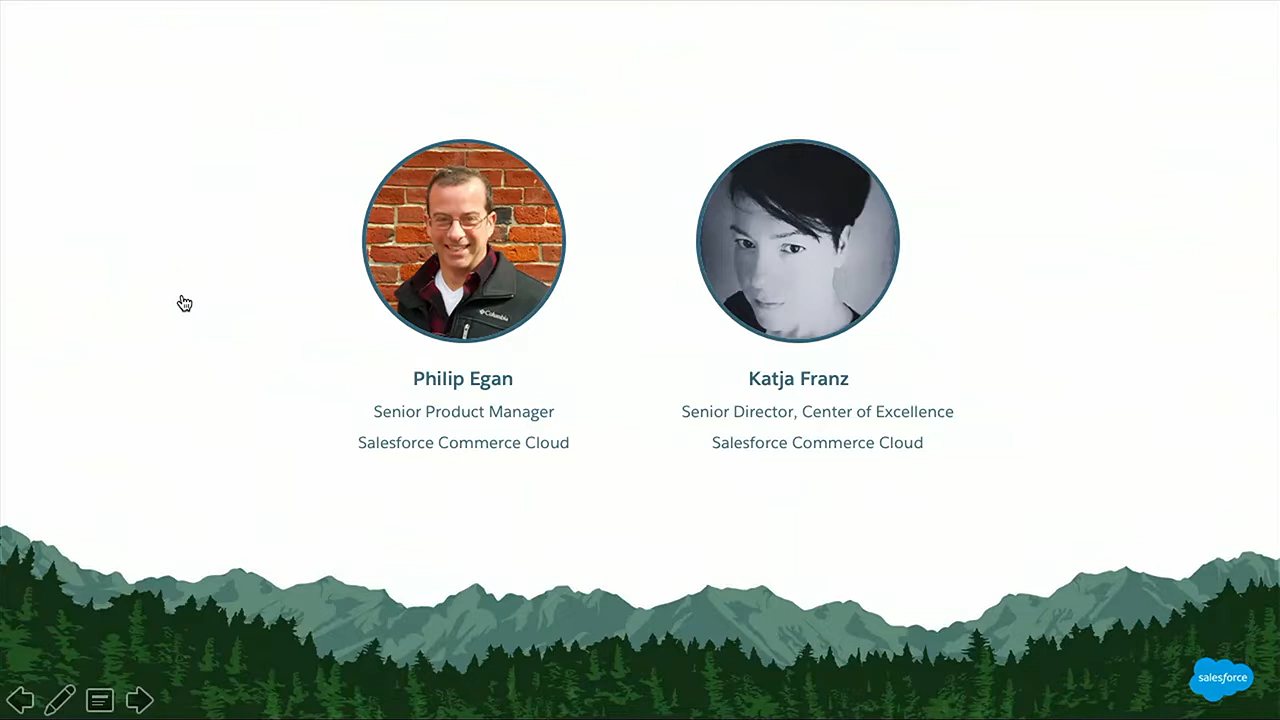 Columbia
Philip Egan
Senior Product Manager
Salesforce Commerce Cloud
Katja Franz
Senior Director, Center of Excellence
Salesforce Commerce Cloud
salesforce